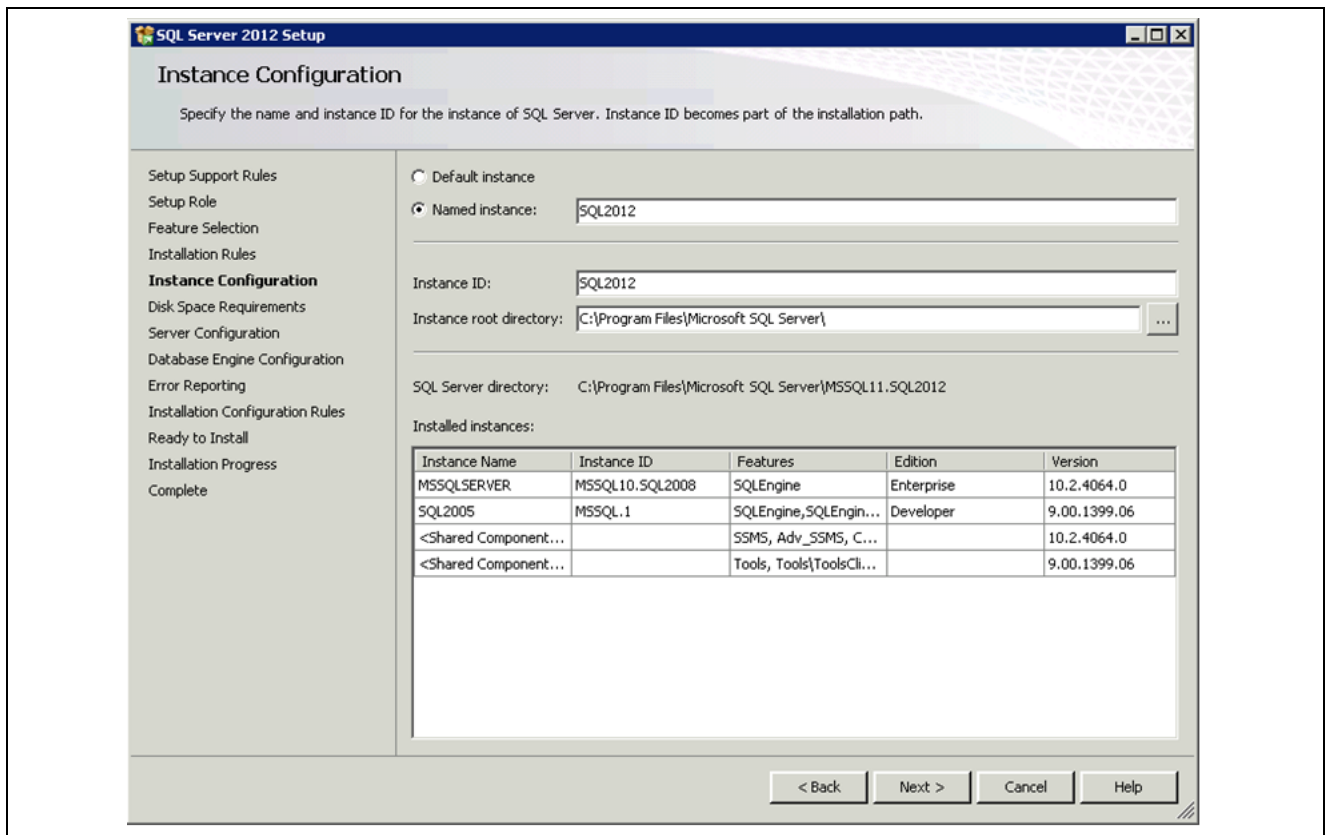 SQL Server 2012 Setup
Instance Configuration
Specify the name and instance ID for the instance of SQL Server. Instance ID becomes part of the installation path.
Setup Support Rules
Setup Role
Feature Selection
Installation Rules
Instance Configuration
Disk Space Requirements
Server Configuration
Database Engine Configuration
Error Reporting
Installation Configuration Rules
Ready to Install
Installation Progress
Complete
Default instance
Named instance: SQL2012
Instance ID: SQL2012
Instance root directory: C:\Program Files\Microsoft SQL Server\ ...
SQL Server directory: C:\Program Files\Microsoft SQL Server\MSSQL11.SQL2012
Installed instances:
Instance Name Instance ID Features Edition Version
MSSQLSERVER MSSQL10.SQL2008 SQLEngine Enterprise 10.2.4064.0
SQL2005 MSSQL.1 SQLEngine,SQLEngin... Developer 9.00.1399.06
<Shared Component... SSMS, Adv_SSMS, C... 10.2.4064.0
<Shared Component... Tools, Tools\ToolsCli... 9.00.1399.06
< Back Next > Cancel Help